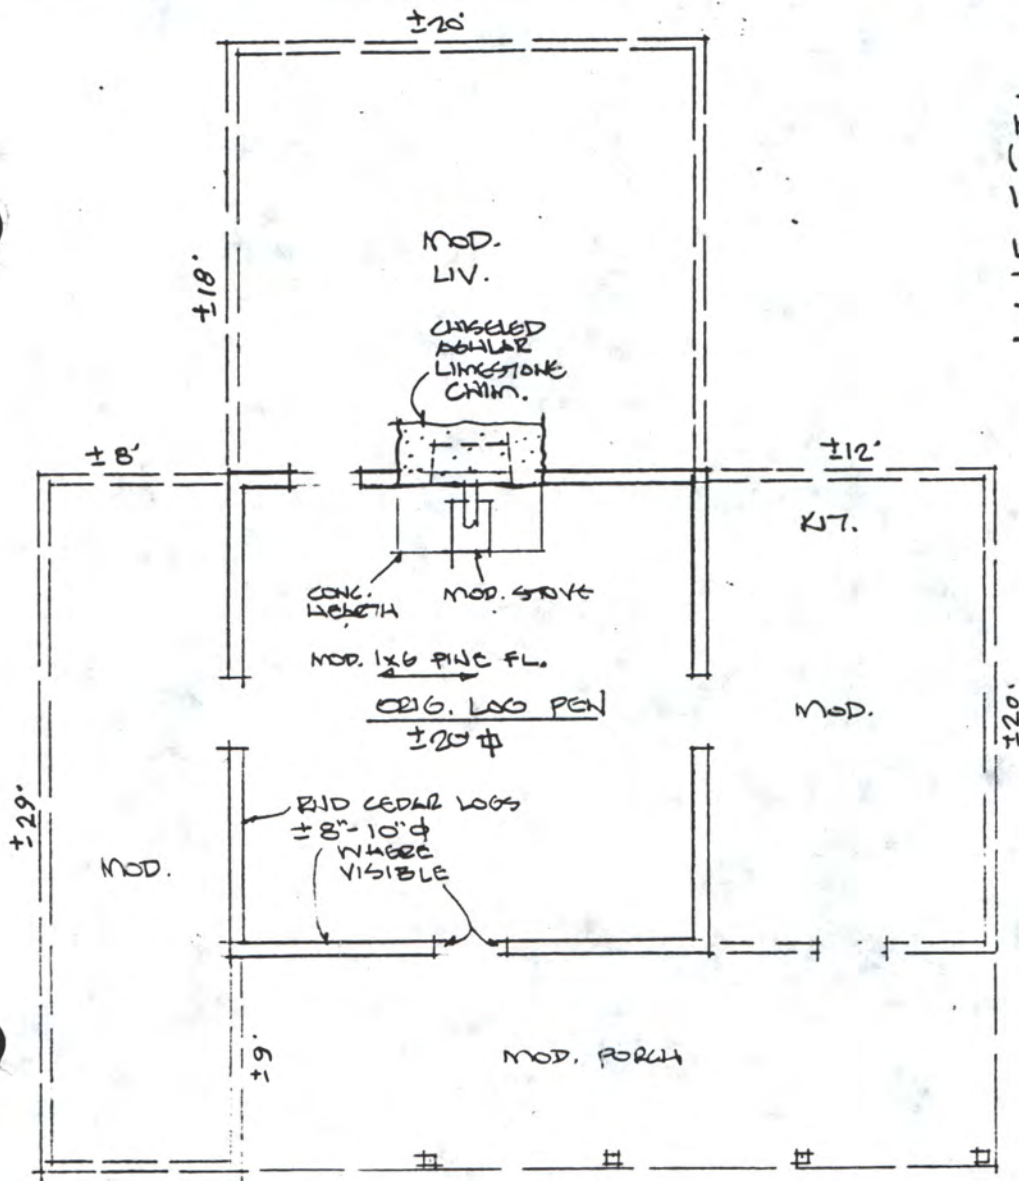 ±20'
±18'
MOD.
LIV.
CHISELED
ASHLAR
LIMESTONE
CHIM.
±8'
±12'
KIT.
CONC.
HEARTH
MOD. STOVE
MOD. 1x6 PINE FL.
ORIG. LOG PEN
±20'
MOD.
±20'
±29'
RND CEDAR LOGS
±8"-10"φ
WHERE
VISIBLE
MOD.
±9'
MOD. PORCH